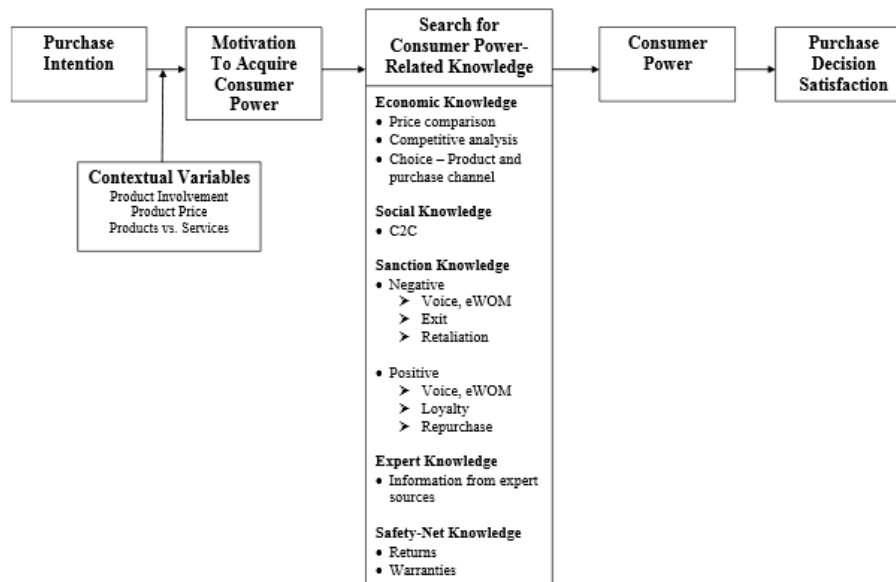 Purchase
Intention
Motivation
To Acquire
Consumer
Power
Search for
Consumer Power-
Related Knowledge
Consumer
Power
Purchase
Decision
Satisfaction
Contextual Variables
Product Involvement
Product Price
Products vs. Services
Economic Knowledge
• Price comparison
• Competitive analysis
• Choice – Product and
purchase channel
Social Knowledge
• C2C
Sanction Knowledge
• Negative
➤ Voice, eWOM
➤ Exit
➤ Retaliation
• Positive
➤ Voice, eWOM
➤ Loyalty
➤ Repurchase
Expert Knowledge
• Information from expert
sources
Safety-Net Knowledge
• Returns
• Warranties